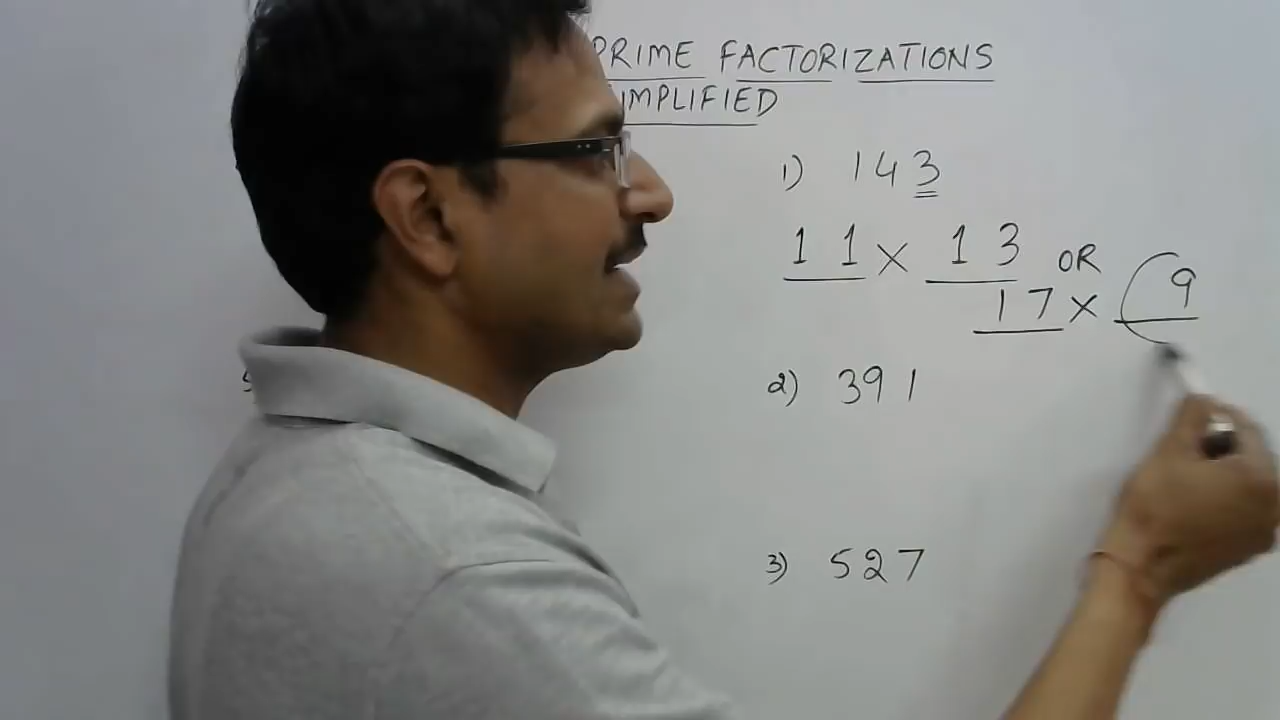 PRIME FACTORIZATIONS
IMPLIFIED
1) 143
11 × 13 OR
17 × 9
2) 391
3) 527